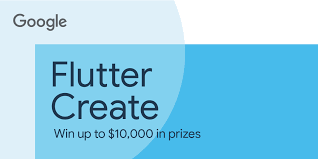 Google
Flutter
Create
Win up to $10,000 in prizes